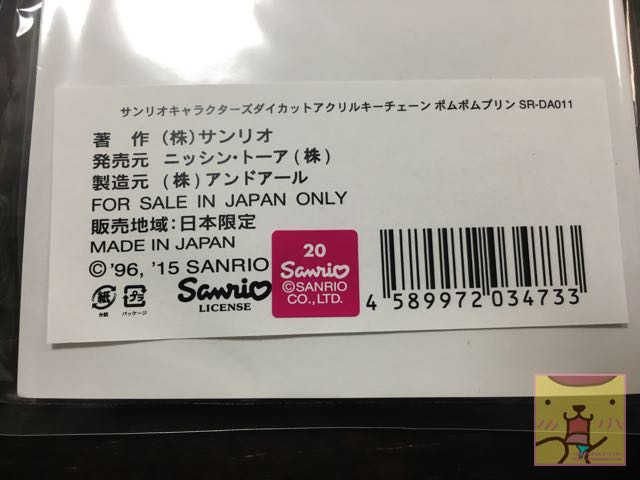 サンリオキャラクターズダイカットアクリルキーチェーン ポムポムプリン SR-DA011
著　作 (株)サンリオ
発売元 ニッシン・トーア(株)
製造元 (株)アンドアール
FOR SALE IN JAPAN ONLY
販売地域:日本限定
MADE IN JAPAN
©'96, '15 SANRIO
紙
台紙
プラ
パッケージ
Sanrio
LICENSE
20
Sanrio
©SANRIO
CO., LTD.
4 589972 034733